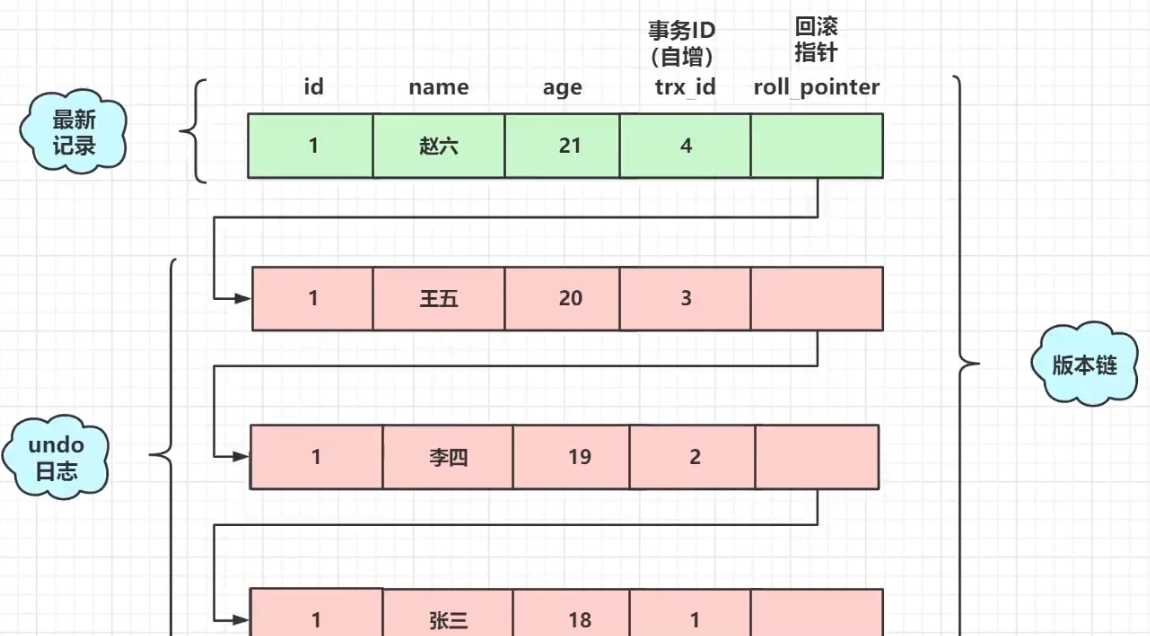 事务ID
（自增）
回滚
指针
id name age trx_id roll_pointer
最新
记录
1 赵六 21 4
1 王五 20 3
版本链
undo
日志
1 李四 19 2
1 张三 18 1